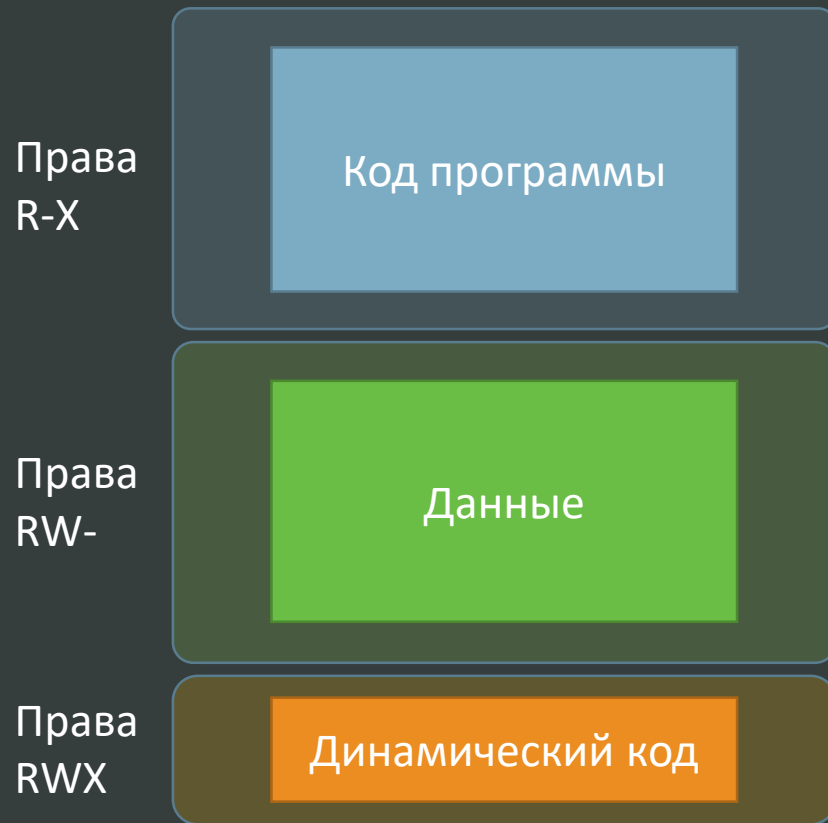 Права
R-X
Код программы
Права
RW-
Данные
Права
RWX
Динамический код